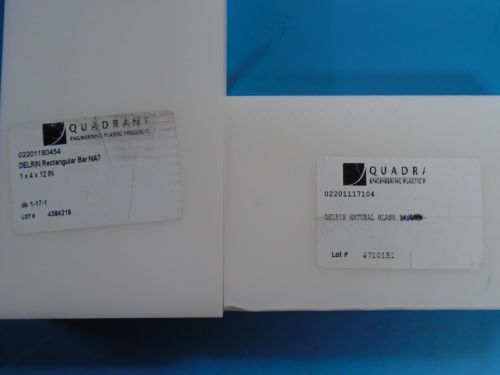 QUADRANT
ENGINEERING PLASTIC PRODUCTS
02201180454
DELRIN Rectangular Bar NAT
1 x 4 x 12 IN
dk 1-17-1
LOT # 4384216
QUADRA
ENGINEERING PLASTIC P
02201117104
DELRIN NATURAL BLANK
Lot # 4710151